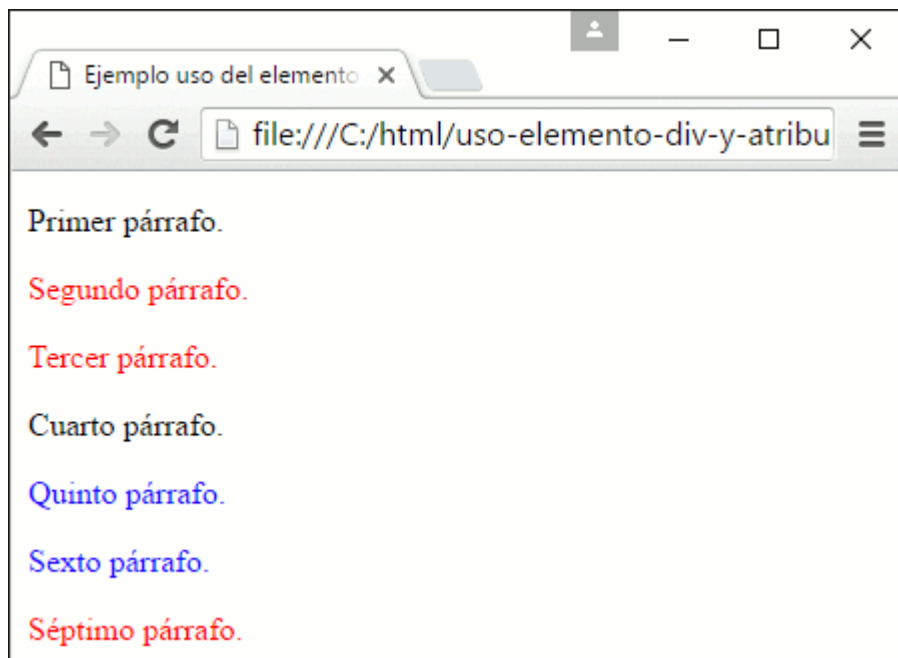 Ejemplo uso del elemento
file:///C:/html/uso-elemento-div-y-atribu
Primer párrafo.
Segundo párrafo.
Tercer párrafo.
Cuarto párrafo.
Quinto párrafo.
Sexto párrafo.
Séptimo párrafo.